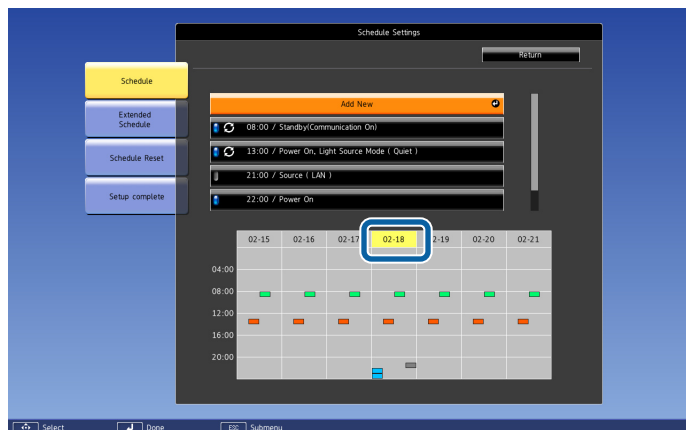 Schedule Settings
Return
Schedule
Extended
Schedule
Schedule Reset
Setup complete
Add New
08:00 / Standby(Communication On)
13:00 / Power On, Light Source Mode ( Quiet )
21:00 / Source ( LAN )
22:00 / Power On
02-15 02-16 02-17 02-18 2-19 02-20 02-21
04:00
08:00
12:00
16:00
20:00
Select Done ESC Submenu